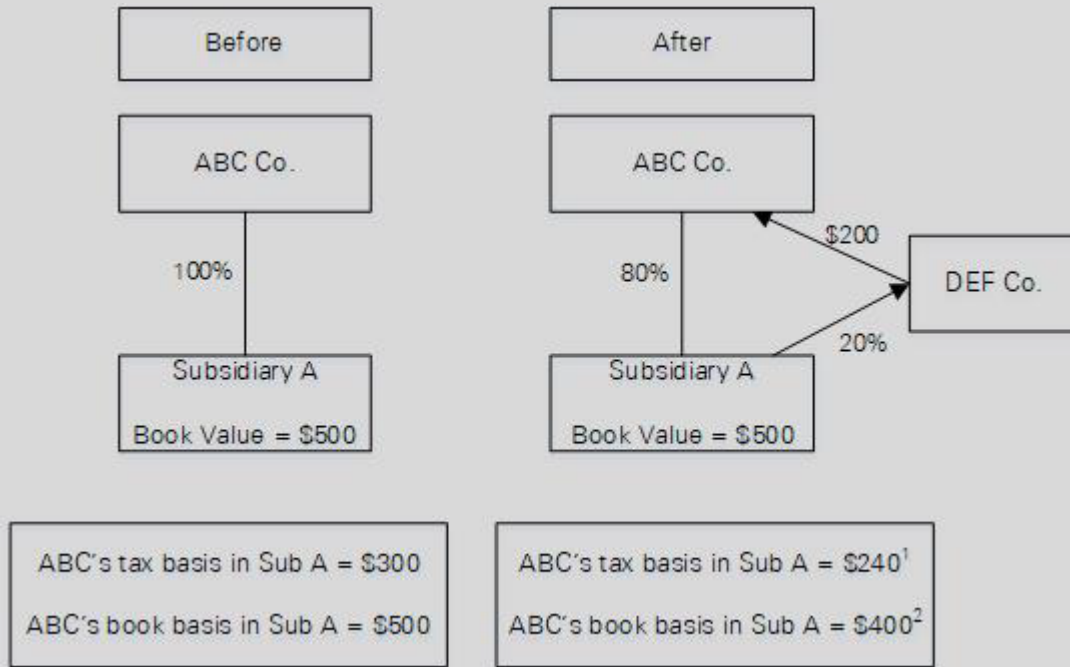 Before
After
ABC Co.
ABC Co.
$200
100%
80%
DEF Co.
20%
Subsidiary A
Book Value = $500
Subsidiary A
Book Value = $500
ABC's tax basis in Sub A = $300
ABC's book basis in Sub A = $500
ABC's tax basis in Sub A = $240¹
ABC's book basis in Sub A = $400²